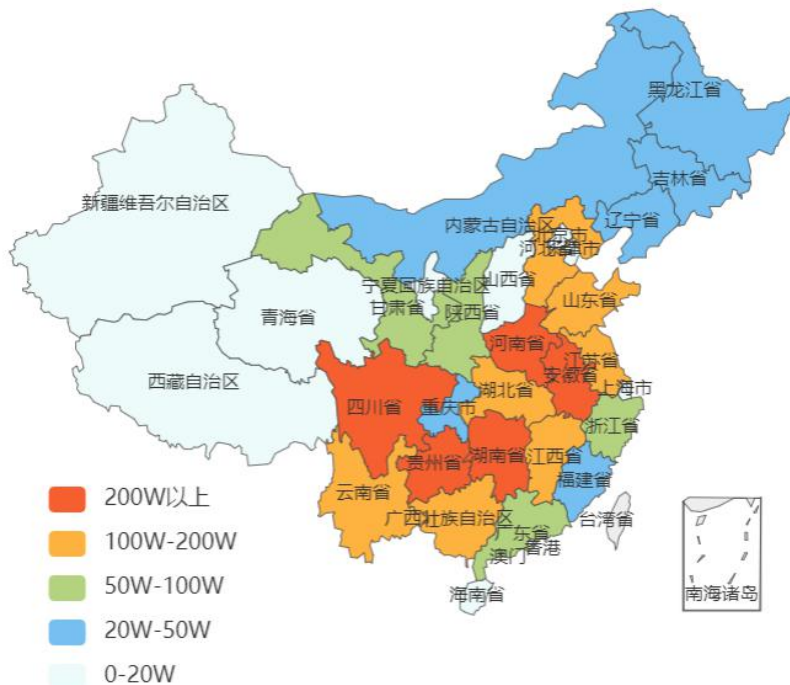 黑龙江省
吉林省
辽宁省
内蒙古自治区
新疆维吾尔自治区
北京市
河北省
山西省
宁夏回族自治区
山东省
甘肃省
陕西省
青海省
河南省
江苏省
西藏自治区
安徽省
上海市
湖北省
四川省
重庆市
浙江省
贵州省
湖南省
江西省
福建省
云南省
广西壮族自治区
台湾省
广东省
香港
澳门
海南省
南海诸岛
200W以上
100W-200W
50W-100W
20W-50W
0-20W